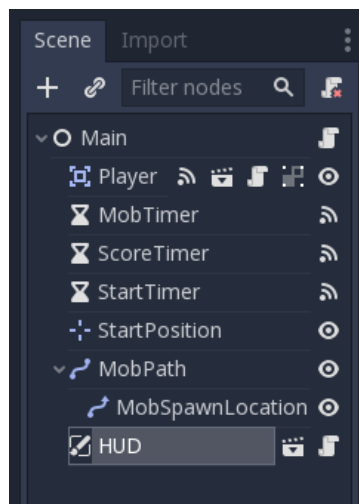 Scene Import
Filter nodes
Main
Player
MobTimer
ScoreTimer
StartTimer
StartPosition
MobPath
MobSpawnLocation
HUD